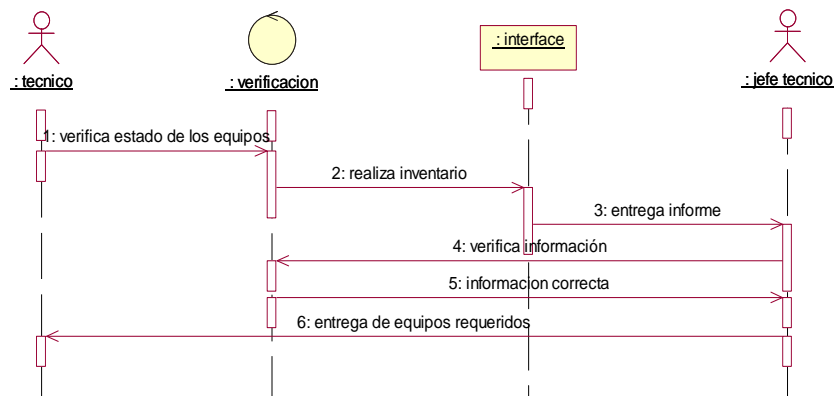 : tecnico
: verificacion
: interface
: jefe tecnico
1: verifica estado de los equipos
2: realiza inventario
3: entrega informe
4: verifica información
5: informacion correcta
6: entrega de equipos requeridos